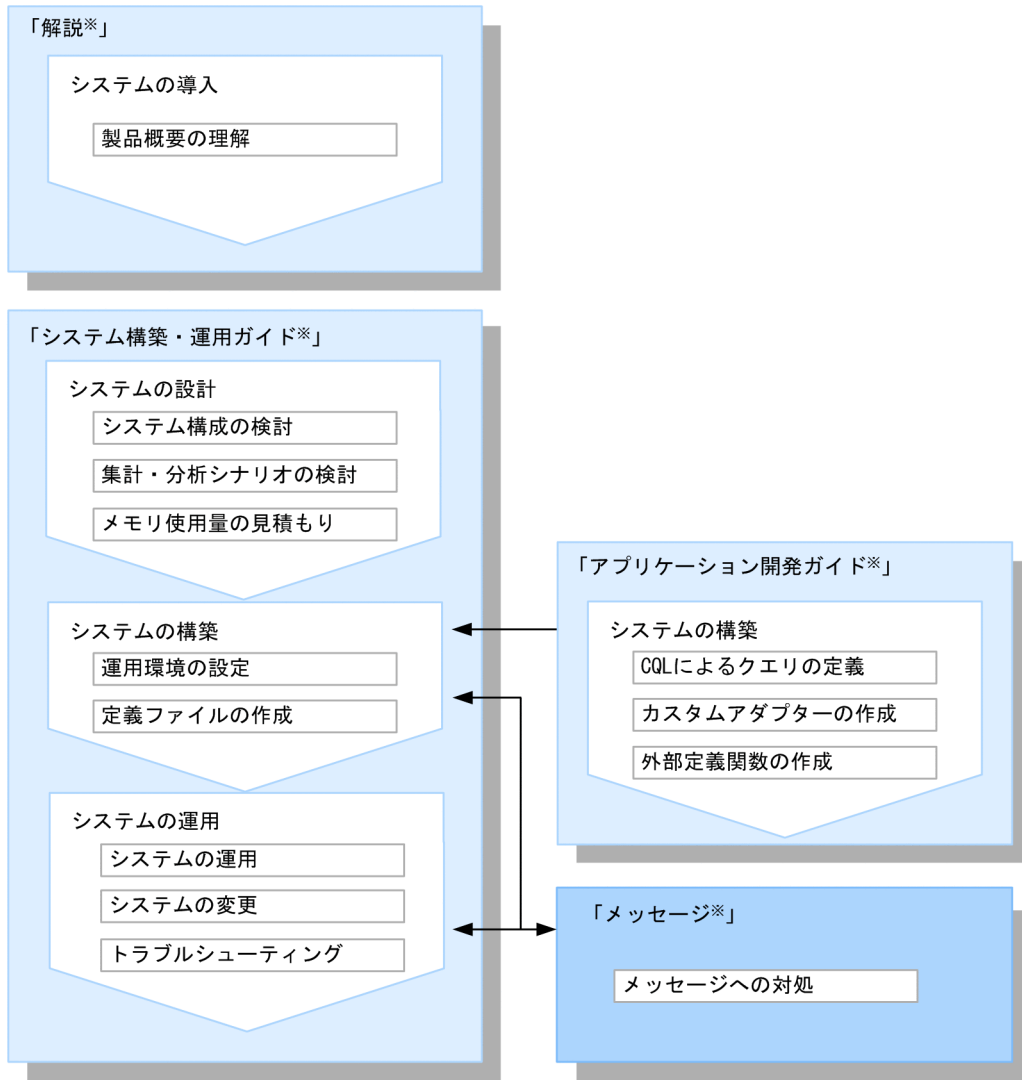 「解説※」
システムの導入
製品概要の理解
「システム構築・運用ガイド※」
システムの設計
システム構成の検討
集計・分析シナリオの検討
メモリ使用量の見積もり
システムの構築
運用環境の設定
定義ファイルの作成
システムの運用
システムの運用
システムの変更
トラブルシューティング
「アプリケーション開発ガイド※」
システムの構築
CQLによるクエリの定義
カスタムアダプターの作成
外部定義関数の作成
「メッセージ※」
メッセージへの対処